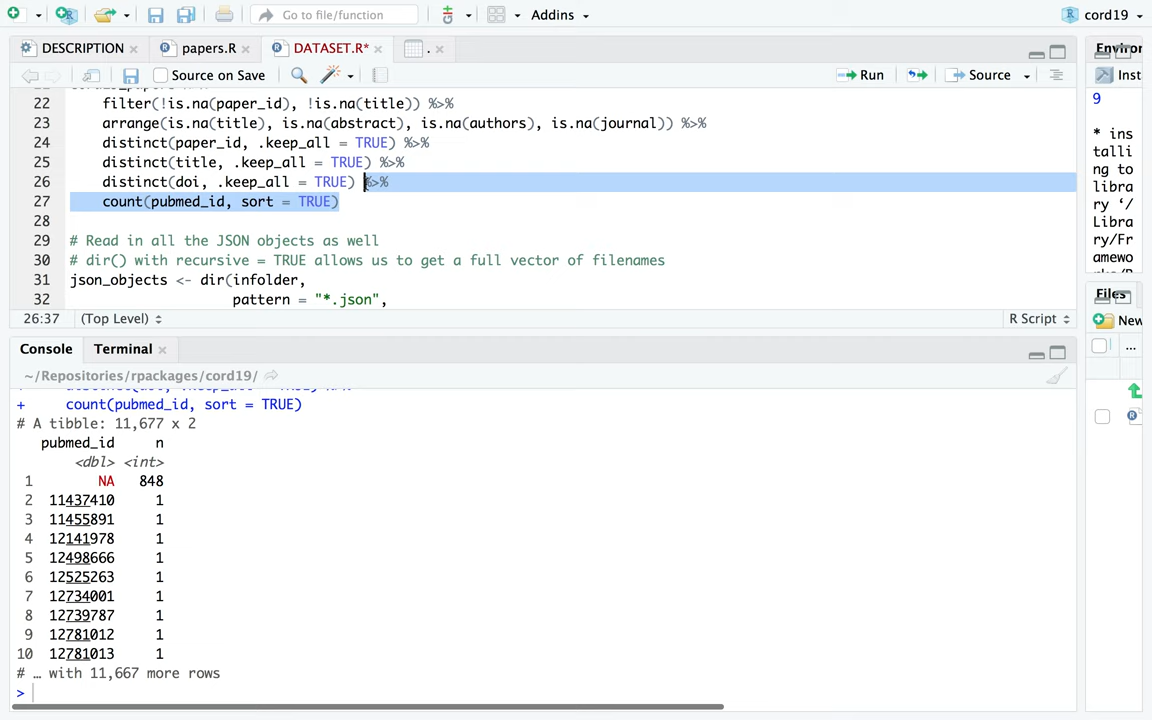 Go to file/function
Addins
cord19
DESCRIPTION
papers.R
DATASET.R*
.
Source on Save
Run
Source
22 filter(!is.na(paper_id), !is.na(title)) %>%
23 arrange(is.na(title), is.na(abstract), is.na(authors), is.na(journal)) %>%
24 distinct(paper_id, .keep_all = TRUE) %>%
25 distinct(title, .keep_all = TRUE) %>%
26 distinct(doi, .keep_all = TRUE) %>%
27 count(pubmed_id, sort = TRUE)
28
29 # Read in all the JSON objects as well
30 # dir() with recursive = TRUE allows us to get a full vector of filenames
31 json_objects <- dir(infolder,
32 pattern = "*.json",
26:37
(Top Level)
R Script
Console
Terminal
~/Repositories/rpackages/cord19/
+ count(pubmed_id, sort = TRUE)
# A tibble: 11,677 x 2
pubmed_id n
<dbl> <int>
1 NA 848
2 11437410 1
3 11455891 1
4 12141978 1
5 12498666 1
6 12525263 1
7 12734001 1
8 12739787 1
9 12781012 1
10 12781013 1
# … with 11,667 more rows
>
Environ
Inst
9
* ins
talling
ng to
libra
ry ‘/
Libra
ry/Fr
amewo
Files
New
...